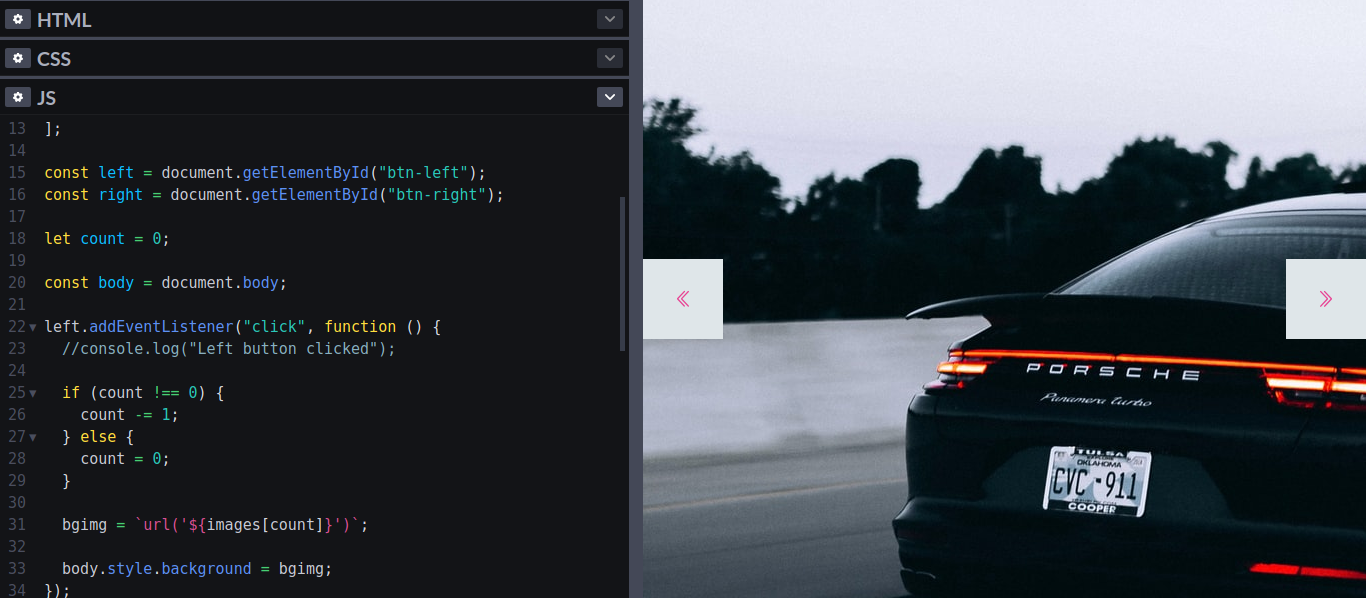 HTML
CSS
JS
13 ];
14
15 const left = document.getElementById("btn-left");
16 const right = document.getElementById("btn-right");
17
18 let count = 0;
19
20 const body = document.body;
21
22 left.addEventListener("click", function () {
23 //console.log("Left button clicked");
24
25 if (count !== 0) {
26 count -= 1;
27 } else {
28 count = 0;
29 }
30
31 bgimg = `url('${images[count]}')`;
32
33 body.style.background = bgimg;
34 });
«
»
PORSCHE
Panamera turbo
TULSA
OKLAHOMA
CVC-911
COOPER